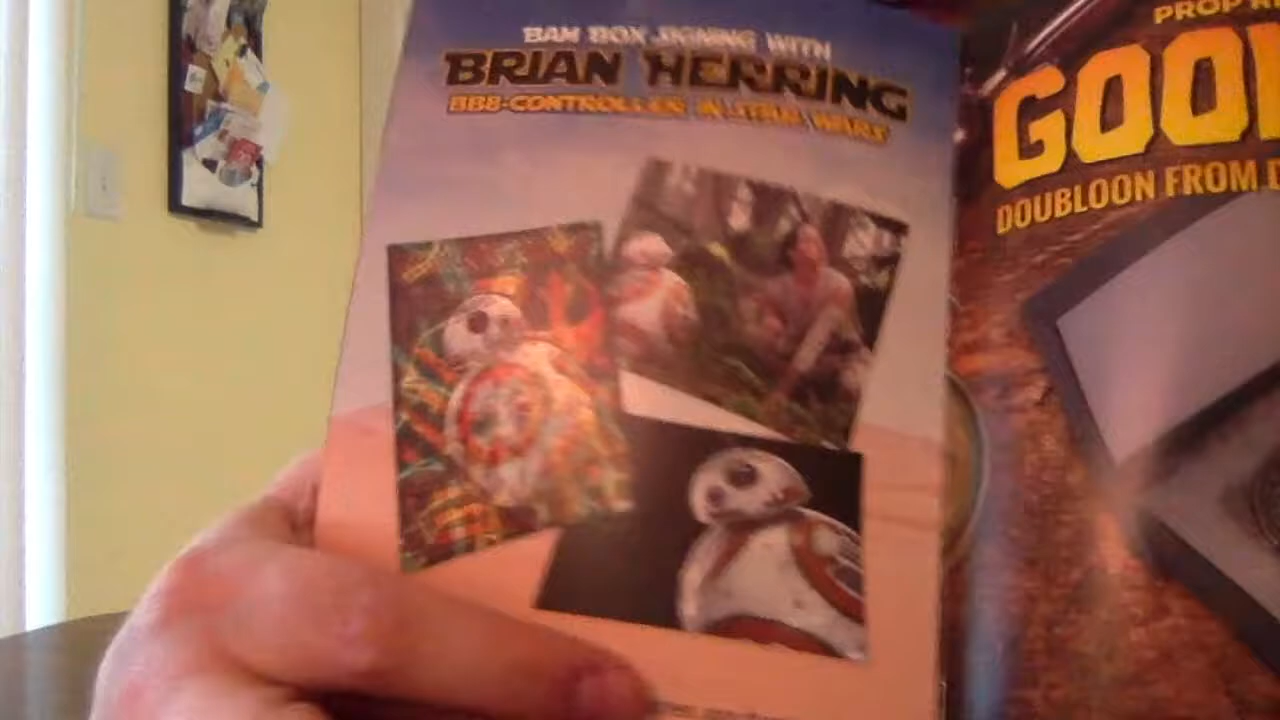 BAM BOX SIGNING WITH
BRIAN HERRING
BB8-CONTROLLER IN STAR WARS
PROP
GOO
DOUBLOON FROM